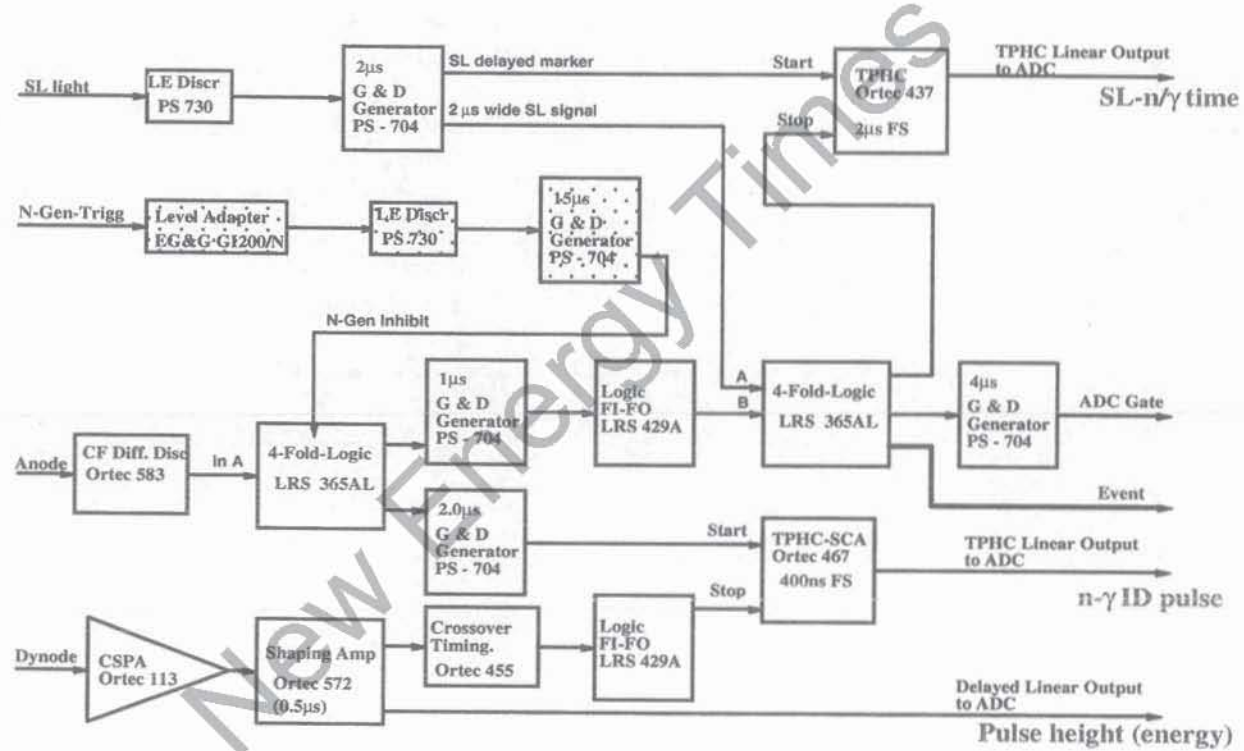 SL light
LE Discr
PS 730
2µs
G & D
Generator
PS - 704
SL delayed marker
2 µs wide SL signal
Start
Stop
TPHC
Ortec 437
2µs FS
TPHC Linear Output
to ADC
SL-n/γ time
N-Gen-Trigg
Level Adapter
EG&G GI200/N
LE Discr.
PS 730
15µs
G & D
Generator
PS - 704
N-Gen Inhibit
Anode
CF Diff. Disc
Ortec 583
in A
4-Fold-Logic
LRS 365AL
1µs
G & D
Generator
PS - 704
Logic
FI-FO
LRS 429A
A
B
4-Fold-Logic
LRS 365AL
4µs
G & D
Generator
PS - 704
ADC Gate
Event
2.0µs
G & D
Generator
PS - 704
Start
Stop
TPHC-SCA
Ortec 467
400ns FS
TPHC Linear Output
to ADC
n-γ ID pulse
Dynode
CSPA
Ortec 113
Shaping Amp
Ortec 572
(0.5µs)
Crossover
Timing.
Ortec 455
Logic
FI-FO
LRS 429A
Delayed Linear Output
to ADC
Pulse height (energy)
New Energy Times